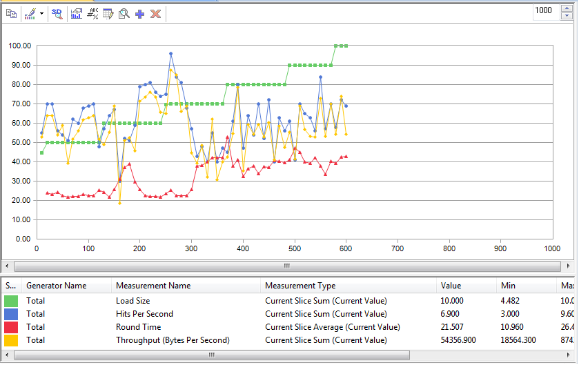 1000
100.00
90.00
80.00
70.00
60.00
50.00
40.00
30.00
20.00
10.00
0.00
0 100 200 300 400 500 600 700 800 900 1000
S... Generator Name Measurement Name Measurement Type Value Min Max
Total Load Size Current Slice Sum (Current Value) 10.000 4.482 10.0
Total Hits Per Second Current Slice Sum (Current Value) 6.900 3.000 9.60
Total Round Time Current Slice Average (Current Value) 21.507 10.960 26.4
Total Throughput (Bytes Per Second) Current Slice Sum (Current Value) 54356.900 18564.300 874.